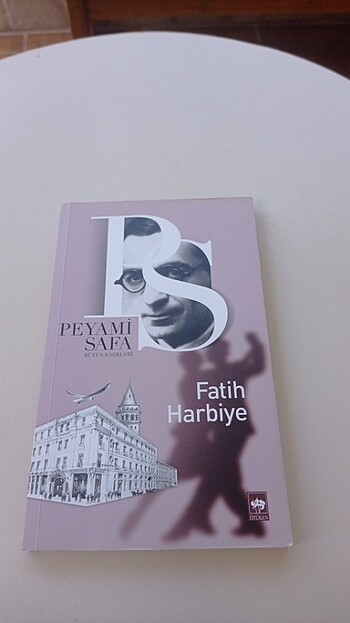 PS
PEYAMİ
SAFA
BÜTÜN ESERLERİ
Fatih
Harbiye
ÖTÜKEN